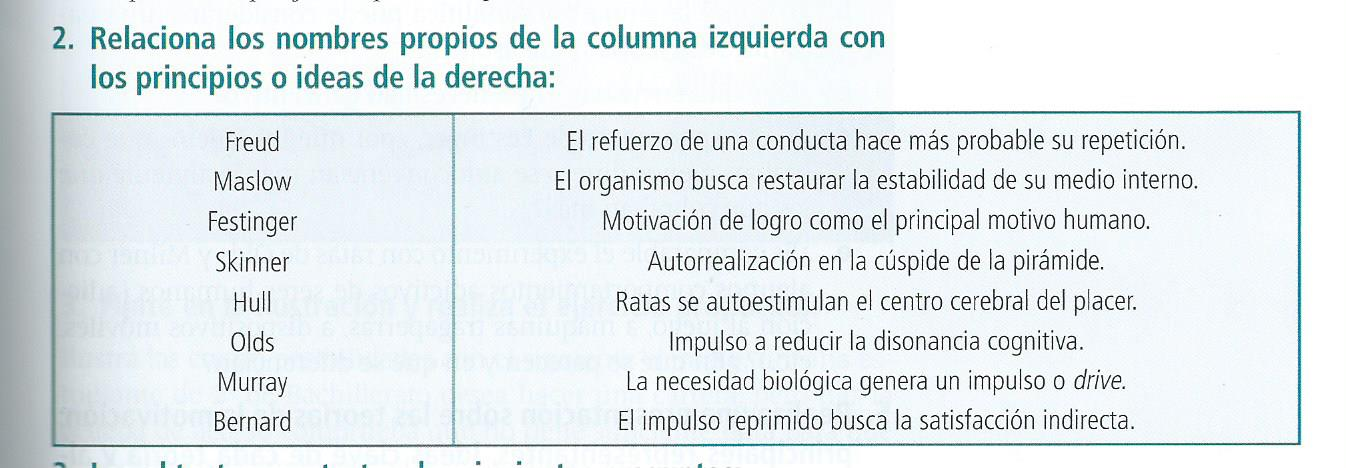 2. Relaciona los nombres propios de la columna izquierda con
los principios o ideas de la derecha:
Freud El refuerzo de una conducta hace más probable su repetición.
Maslow El organismo busca restaurar la estabilidad de su medio interno.
Festinger Motivación de logro como el principal motivo humano.
Skinner Autorrealización en la cúspide de la pirámide.
Hull Ratas se autoestimulan el centro cerebral del placer.
Olds Impulso a reducir la disonancia cognitiva.
Murray La necesidad biológica genera un impulso o drive.
Bernard El impulso reprimido busca la satisfacción indirecta.